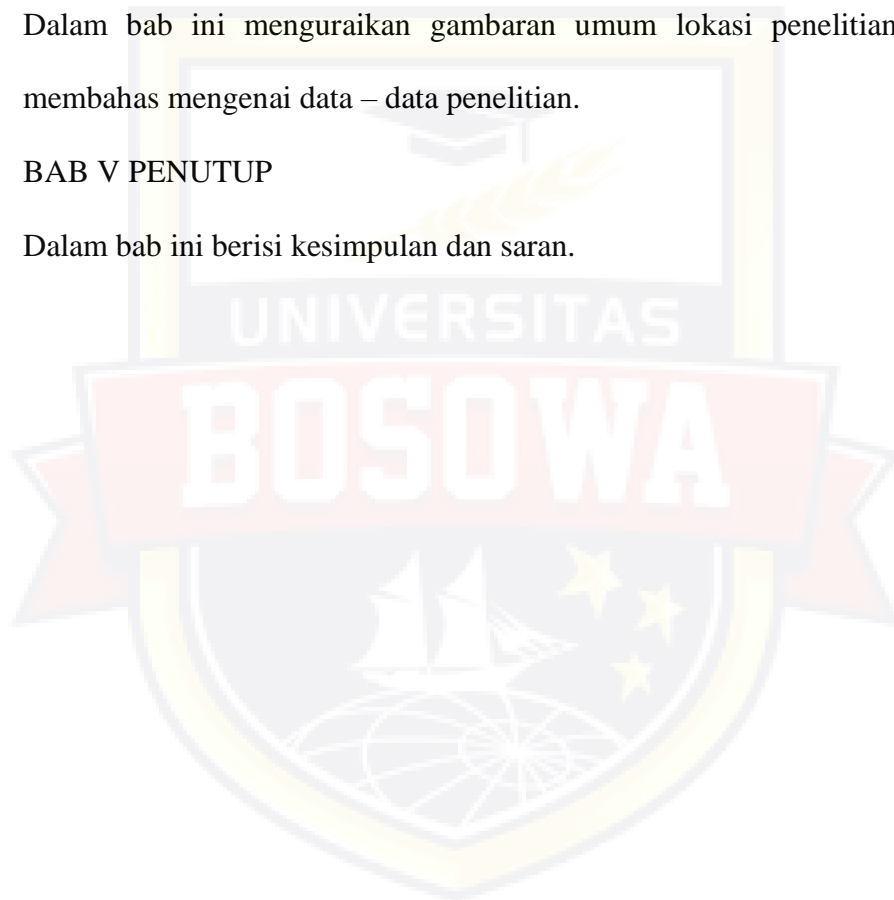 Dalam bab ini menguraikan gambaran umum lokasi penelitian
membahas mengenai data – data penelitian.
BAB V PENUTUP
Dalam bab ini berisi kesimpulan dan saran.
UNIVERSITAS
BOSOWA